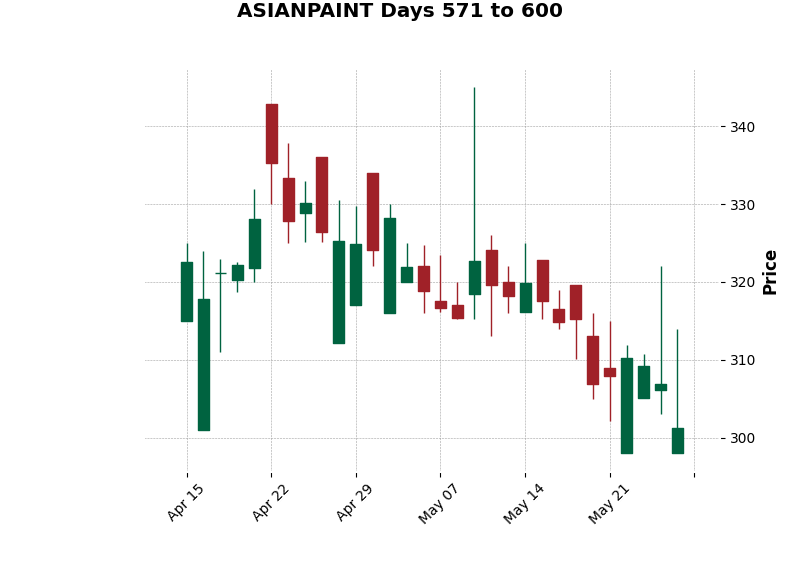 ASIANPAINT Days 571 to 600
340
330
320
310
300
Price
Apr 15
Apr 22
Apr 29
May 07
May 14
May 21